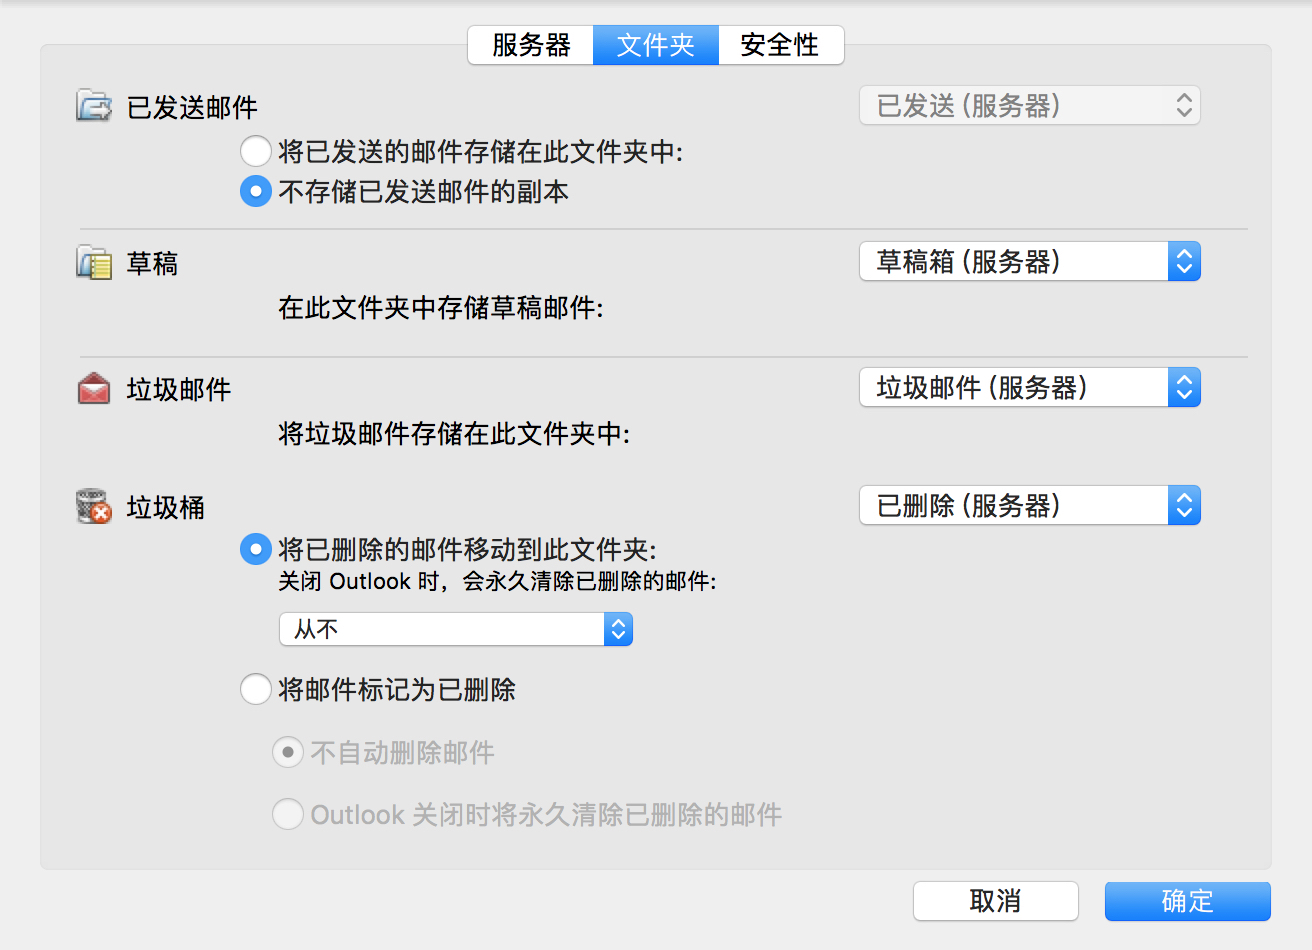 服务器 文件夹 安全性
已发送邮件 已发送 (服务器)
将已发送的邮件存储在此文件夹中:
不存储已发送邮件的副本
草稿 草稿箱 (服务器)
在此文件夹中存储草稿邮件:
垃圾邮件 垃圾邮件 (服务器)
将垃圾邮件存储在此文件夹中:
垃圾桶 已删除 (服务器)
将已删除的邮件移动到此文件夹:
关闭 Outlook 时，会永久清除已删除的邮件:
从不
将邮件标记为已删除
不自动删除邮件
Outlook 关闭时将永久清除已删除的邮件
取消 确定